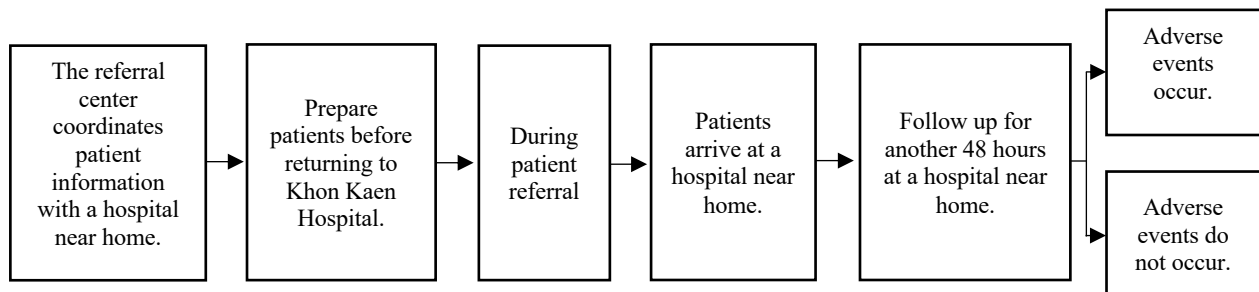 The referral
center
coordinates
patient
information
with a hospital
near home.
Prepare
patients before
returning to
Khon Kaen
Hospital.
During
patient
referral
Patients
arrive at a
hospital near
home.
Follow up for
another 48 hours
at a hospital near
home.
Adverse
events
occur.
Adverse
events do
not occur.